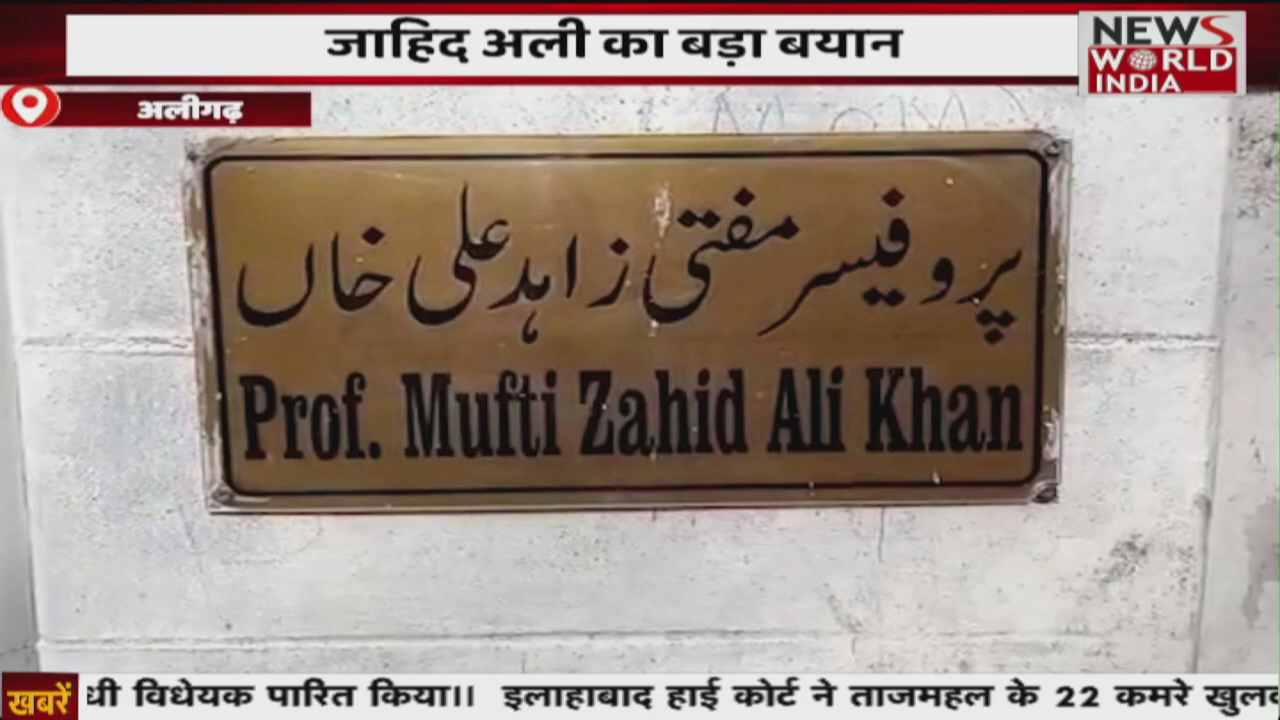 जाहिद अली का बड़ा बयान
NEWS
WORLD
INDIA
अलीगढ़
پروفیسر مفتی زاہد علی خاں
Prof. Mufti Zahid Ali Khan
खबरें
विधेयक पारित किया।। इलाहाबाद हाई कोर्ट ने ताजमहल के 22 कमरे